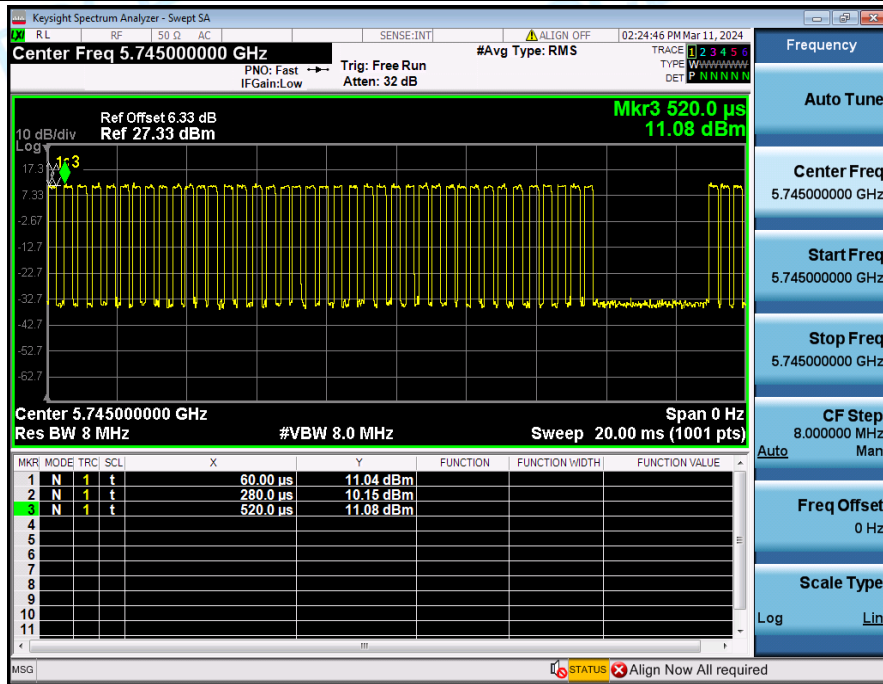 Keysight Spectrum Analyzer - Swept SA
LXI RL RF 50 Ω AC SENSE:INT ALIGN OFF 02:24:46 PM Mar 11, 2024
Center Freq 5.745000000 GHz
PNO: Fast
IFGain:Low
Trig: Free Run
Atten: 32 dB
#Avg Type: RMS
TRACE 1 2 3 4 5 6
TYPE WWWWWW
DET P N N N N N
Ref Offset 6.33 dB
10 dB/div Ref 27.33 dBm
Log
Mkr3 520.0 µs
11.08 dBm
17.3
7.33
-2.67
-12.7
-22.7
-32.7
-42.7
-52.7
-62.7
3
Center 5.745000000 GHz Span 0 Hz
Res BW 8 MHz #VBW 8.0 MHz Sweep 20.00 ms (1001 pts)
MKR MODE TRC SCL X Y FUNCTION FUNCTION WIDTH FUNCTION VALUE
1 N 1 t 60.00 µs 11.04 dBm
2 N 1 t 280.0 µs 10.15 dBm
3 N 1 t 520.0 µs 11.08 dBm
4
5
6
7
8
9
10
11
MSG STATUS Align Now All required
Frequency
Auto Tune
Center Freq
5.745000000 GHz
Start Freq
5.745000000 GHz
Stop Freq
5.745000000 GHz
CF Step
8.000000 MHz
Auto Man
Freq Offset
0 Hz
Scale Type
Log Lin